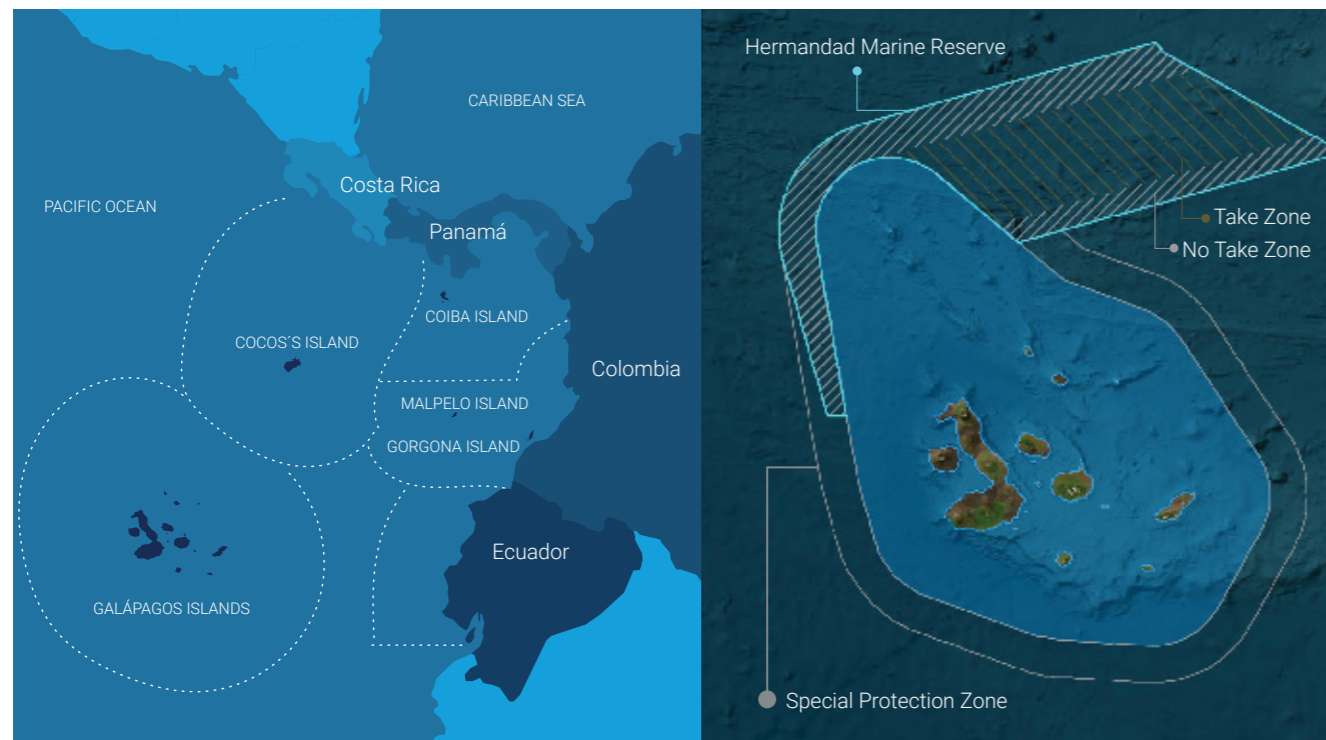 CARIBBEAN SEA
Costa Rica
PACIFIC OCEAN
Panamá
COIBA ISLAND
COCOS´S ISLAND
Colombia
MALPELO ISLAND
GORGONA ISLAND
Ecuador
GALÁPAGOS ISLANDS
Hermandad Marine Reserve
Take Zone
No Take Zone
Special Protection Zone